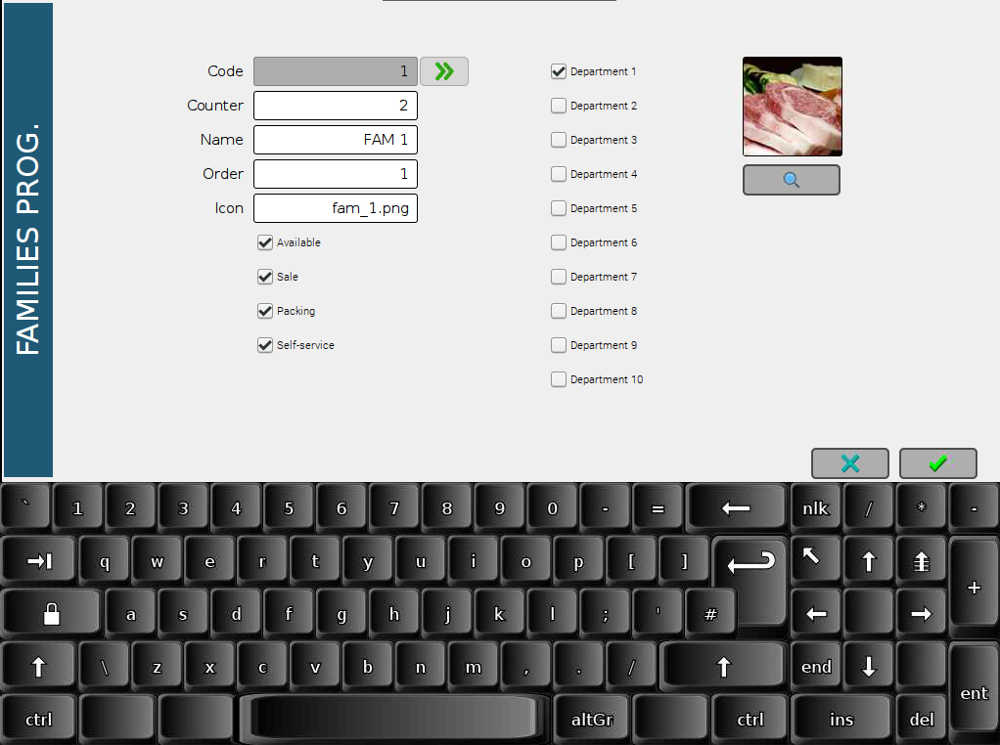 FAMILIES PROG.
Code 1
Counter 2
Name FAM 1
Order 1
Icon fam_1.png
Available
Sale
Packing
Self-service
Department 1
Department 2
Department 3
Department 4
Department 5
Department 6
Department 7
Department 8
Department 9
Department 10
` 1 2 3 4 5 6 7 8 9 0 - = nlk / * -
q w e r t y u i o p [ ] +
a s d f g h j k l ; ' #
\ z x c v b n m , . / end ent
ctrl altGr ctrl ins del